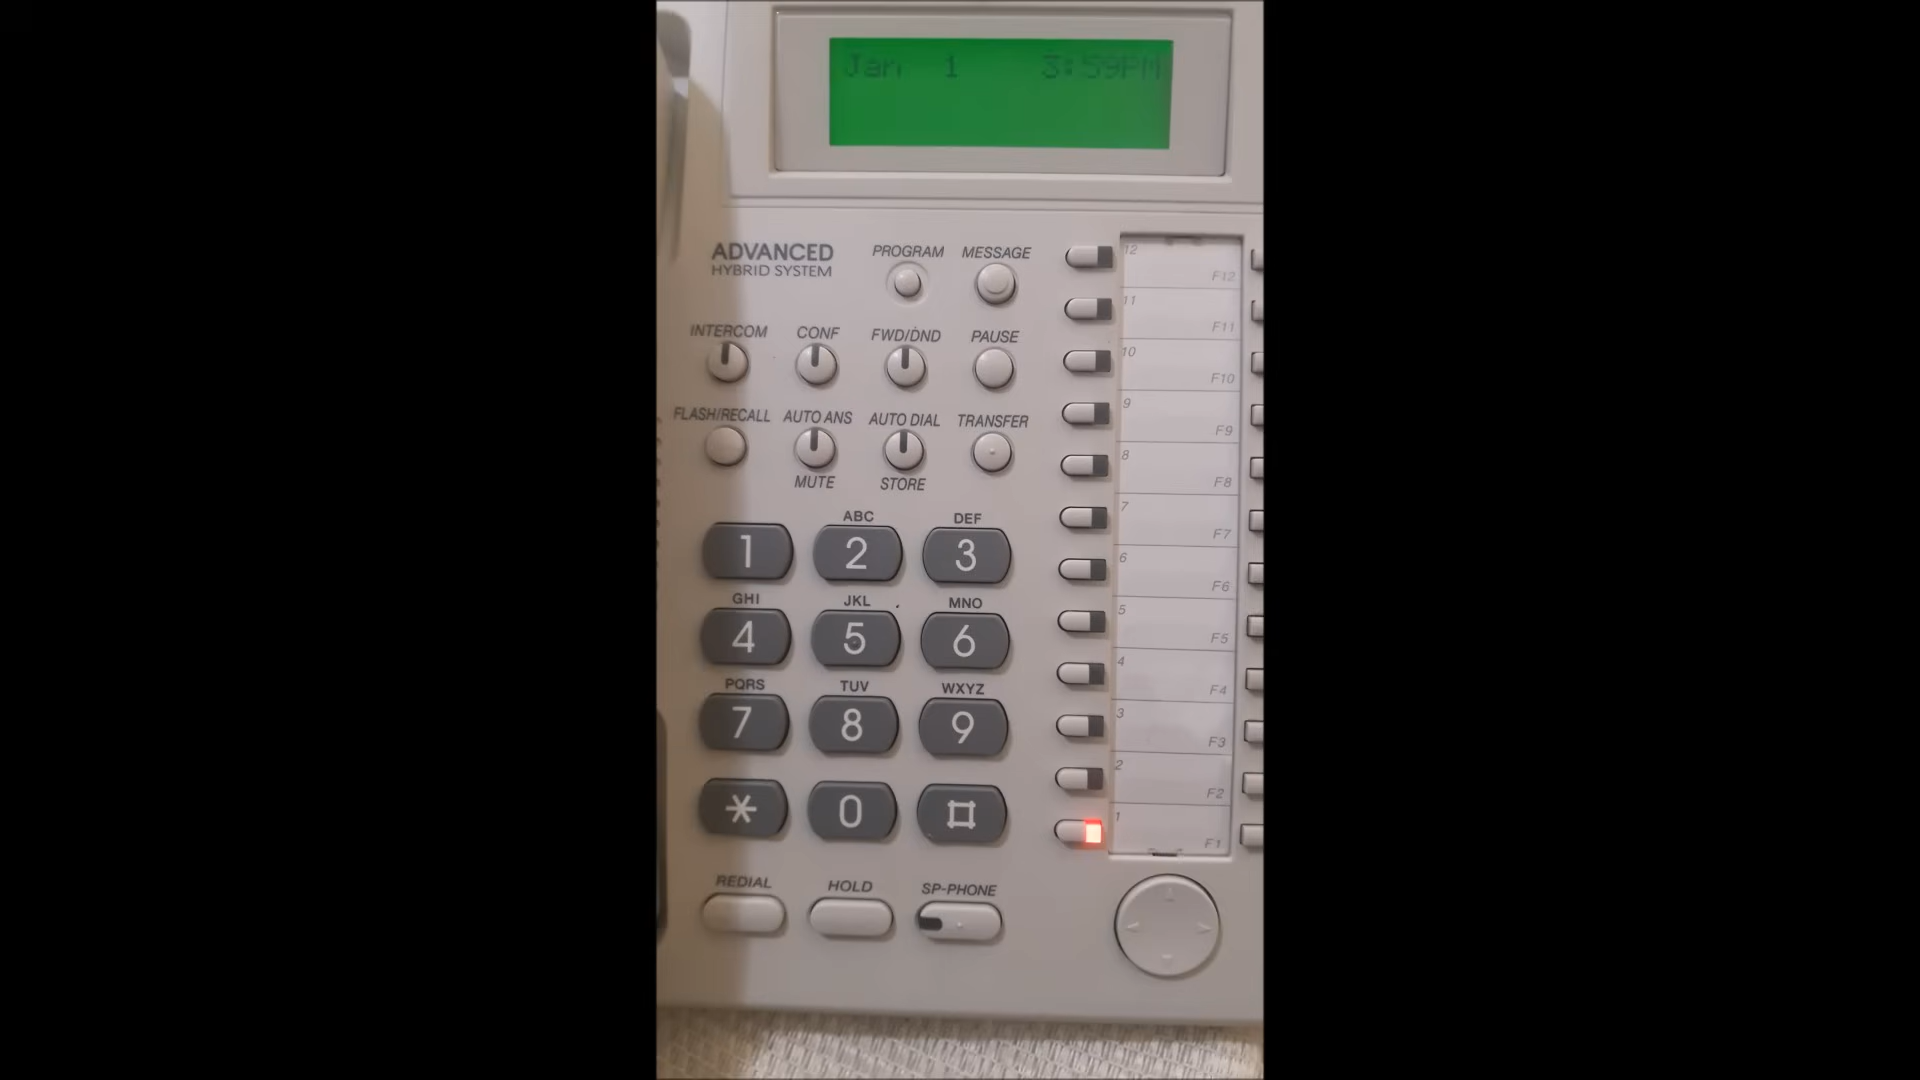 Jan 1 3:59PM
ADVANCED
HYBRID SYSTEM
PROGRAM MESSAGE
INTERCOM CONF FWD/DND PAUSE
FLASH/RECALL AUTO ANS AUTO DIAL TRANSFER
MUTE STORE
ABC DEF
1 2 3
GHI JKL MNO
4 5 6
PQRS TUV WXYZ
7 8 9
* 0 #
REDIAL HOLD SP-PHONE
12 F12
11 F11
10 F10
9 F9
8 F8
7 F7
6 F6
5 F5
4 F4
3 F3
2 F2
1 F1